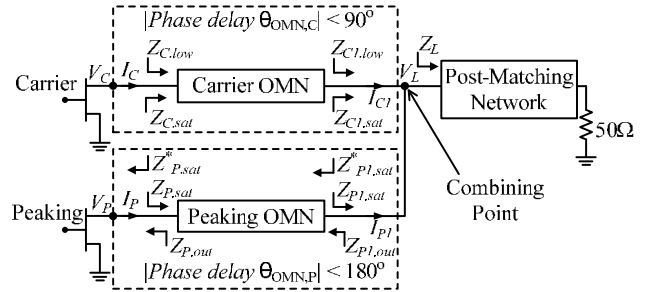 |Phase delay θOMN,C| < 90°
ZC.low
ZC1.low
ZL
VC
IC
VL
Carrier
Carrier OMN
Post-Matching
Network
IC1
ZC.sat
ZC1.sat
50Ω
Z*P.sat
Z*P1.sat
ZP.sat
ZP1.sat
Combining
Point
VP
IP
Peaking
Peaking OMN
IP1
ZP.out
ZP1.out
|Phase delay θOMN,P| < 180°